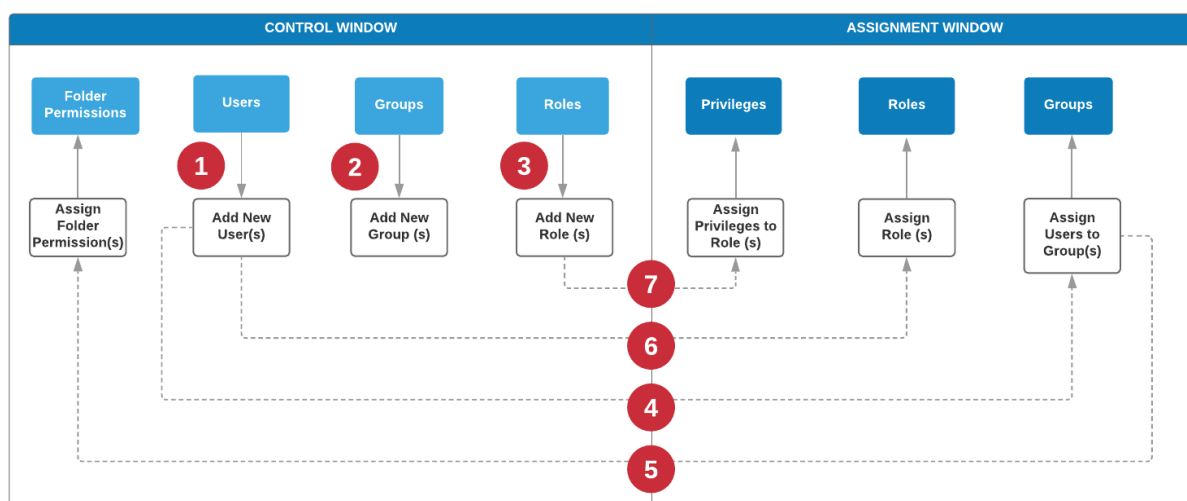 CONTROL WINDOW
ASSIGNMENT WINDOW
Folder
Permissions
Users
Groups
Roles
Privileges
Roles
Groups
1
2
3
Assign
Folder
Permission(s)
Add New
User(s)
Add New
Group (s)
Add New
Role (s)
Assign
Privileges to
Role (s)
Assign
Role (s)
Assign
Users to
Group(s)
7
6
4
5